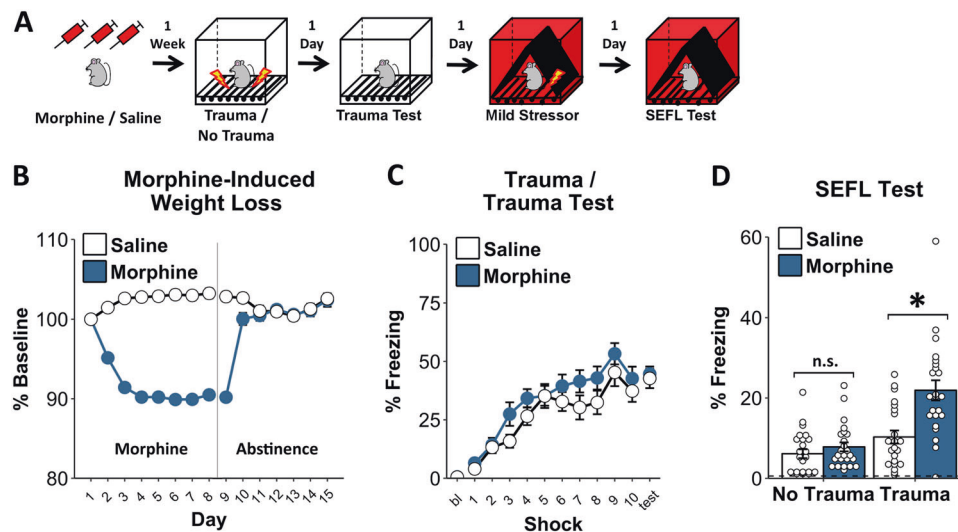 A
1
Week
1
Day
1
Day
1
Day
Morphine / Saline
Trauma /
No Trauma
Trauma Test
Mild Stressor
SEFL Test
B
Morphine-Induced
Weight Loss
Saline
Morphine
% Baseline
110
100
90
80
Morphine
Abstinence
1 2 3 4 5 6 7 8 9 10 11 12 13 14 15
Day
C
Trauma /
Trauma Test
Saline
Morphine
% Freezing
100
75
50
25
0
bl 1 2 3 4 5 6 7 8 9 10 test
Shock
D
SEFL Test
Saline
Morphine
% Freezing
60
40
20
0
n.s.
*
No Trauma
Trauma